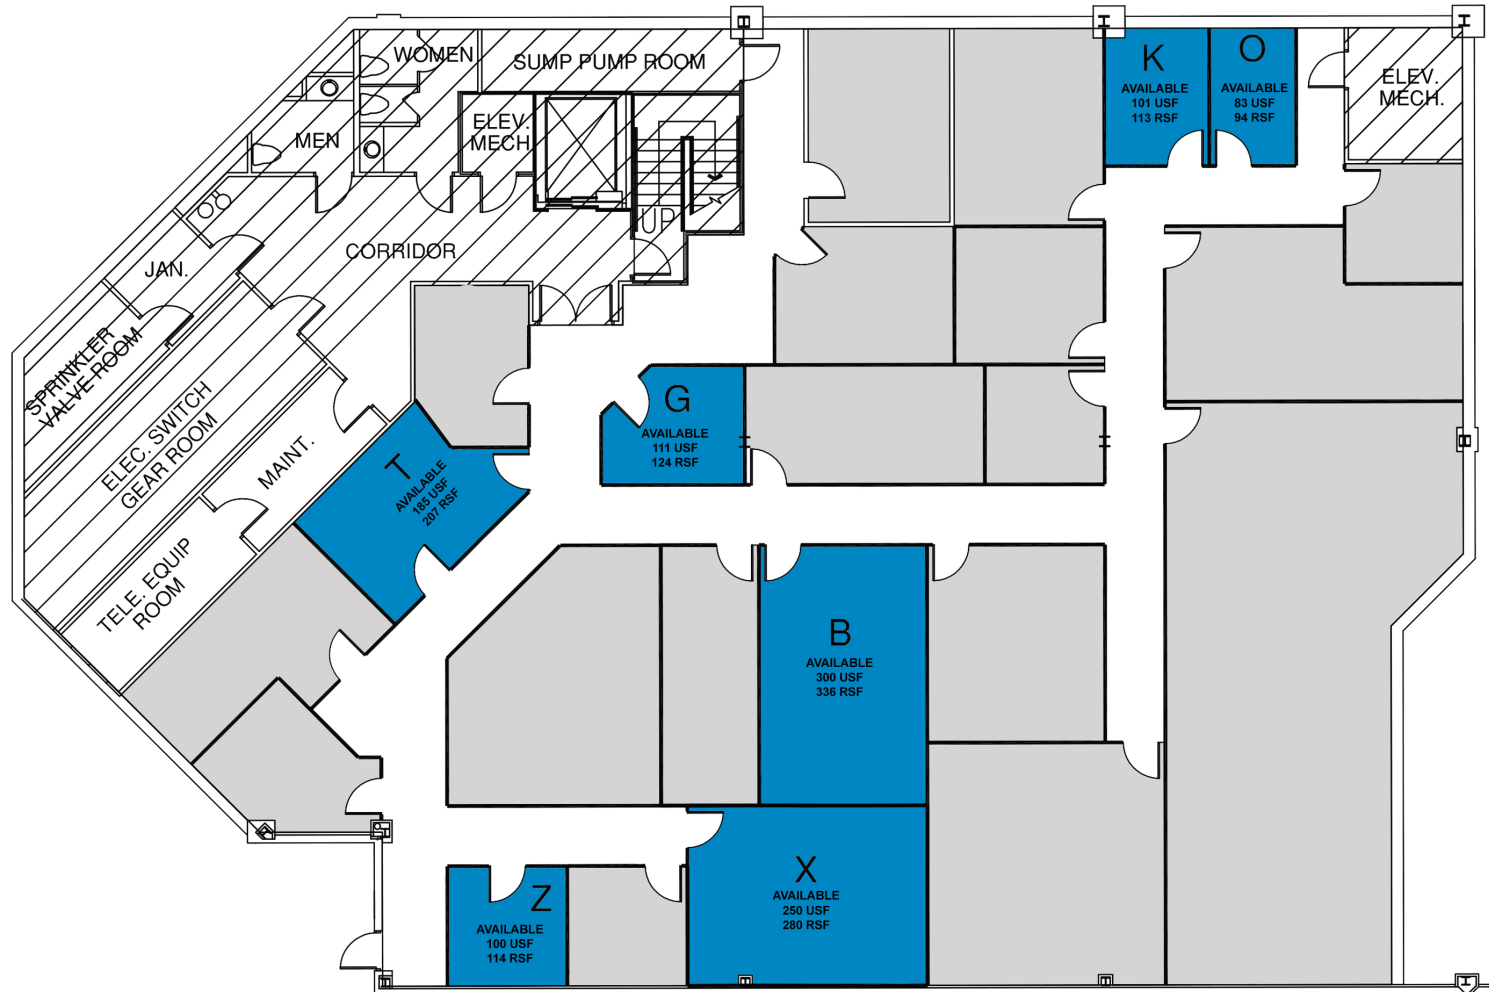 WOMEN
SUMP PUMP ROOM
ELEV.
MECH.
MEN
UP
CORRIDOR
JAN.
SPRINKLER
VALVE ROOM
ELEC. SWITCH
GEAR ROOM
MAINT.
TELE. EQUIP
ROOM
K
AVAILABLE
101 USF
113 RSF
O
AVAILABLE
83 USF
94 RSF
ELEV.
MECH.
G
AVAILABLE
111 USF
124 RSF
T
AVAILABLE
185 USF
207 RSF
B
AVAILABLE
300 USF
336 RSF
X
AVAILABLE
250 USF
280 RSF
Z
AVAILABLE
100 USF
114 RSF